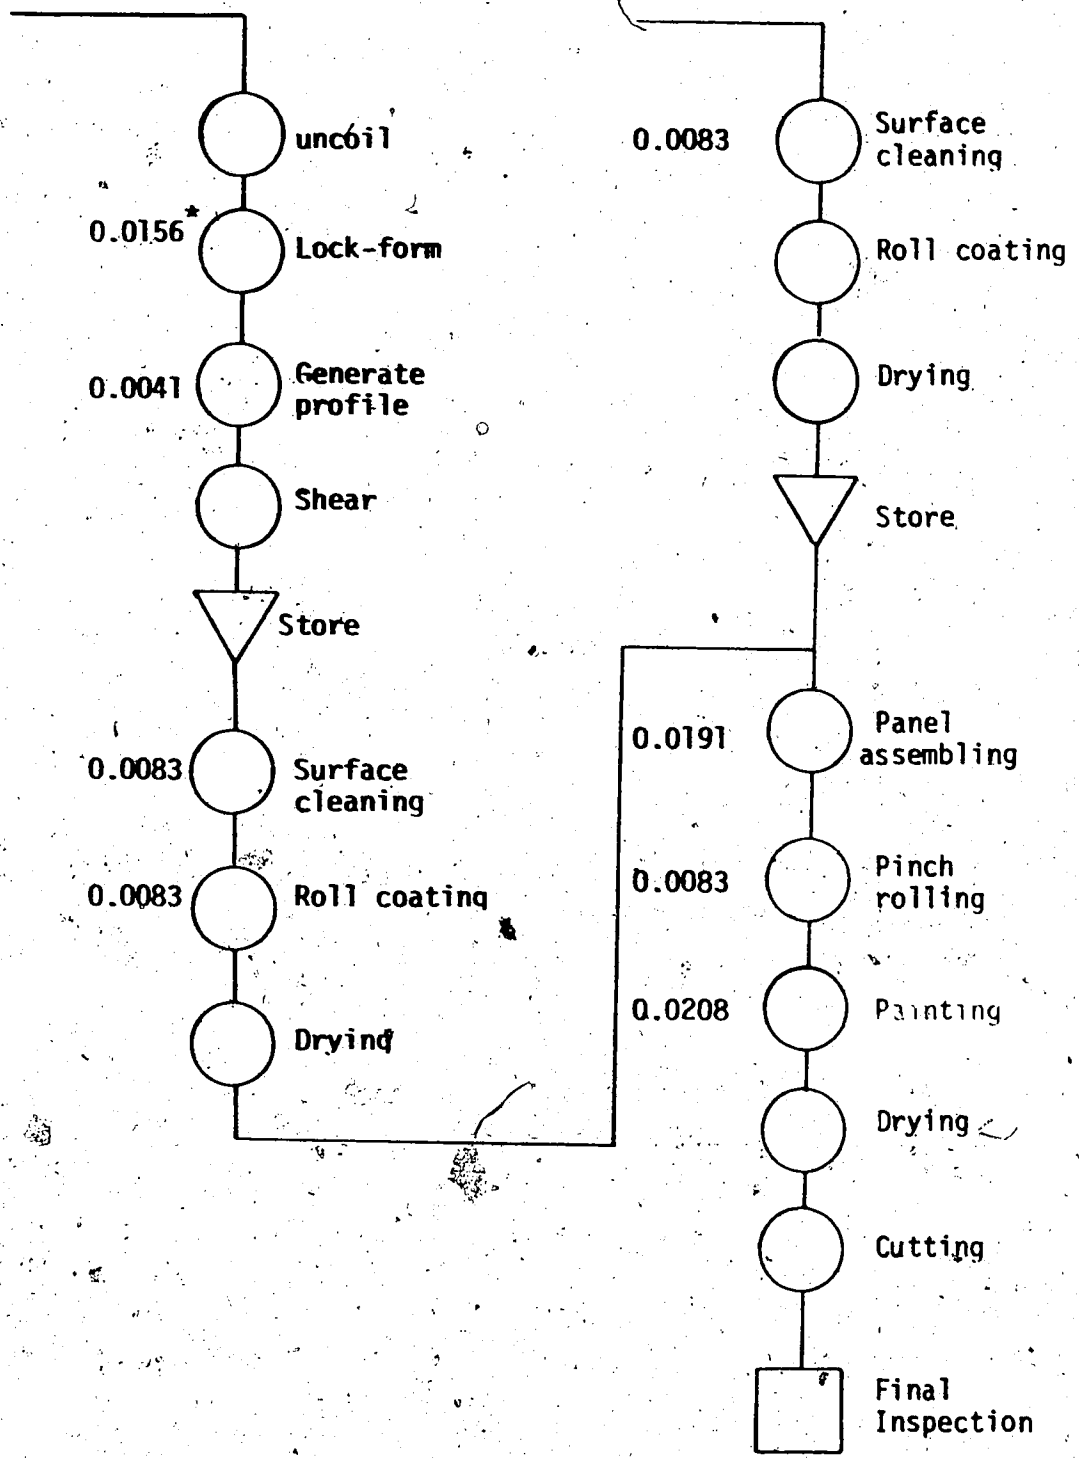 uncoil
0.0156*
Lock-form
0.0041
Generate
profile
Shear
Store
0.0083
Surface
cleaning
0.0083
Roll coating
Drying
0.0083
Surface
cleaning
Roll coating
Drying
Store
0.0191
Panel
assembling
0.0083
Pinch
rolling
0.0208
Painting
Drying
Cutting
Final
Inspection